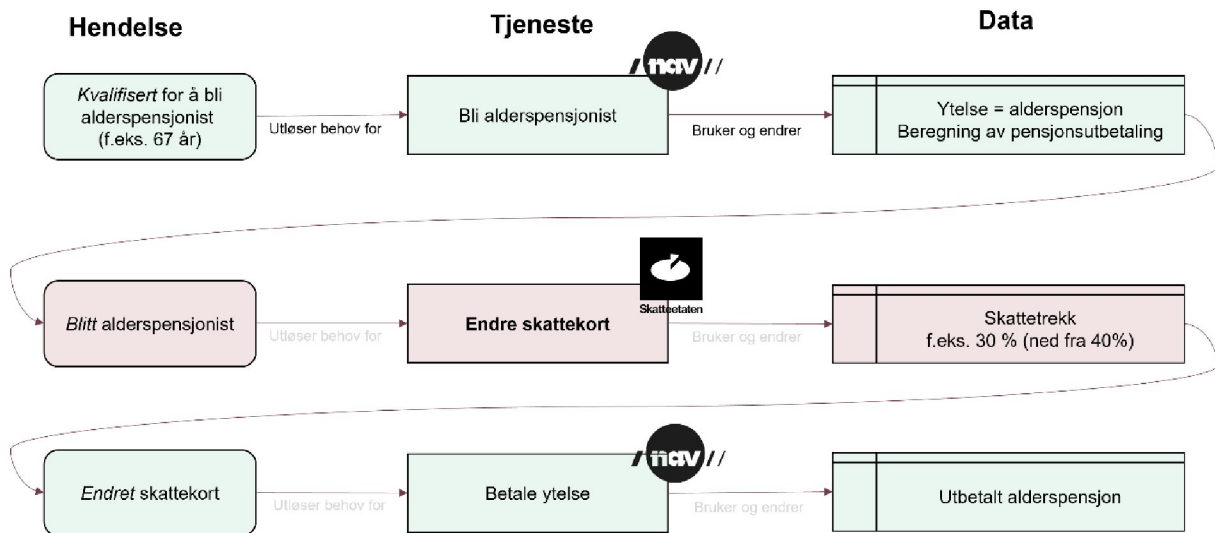 Hendelse
Tjeneste
Data
Kvalifisert for å bli
alderspensjonist
(f.eks. 67 år)
Utløser behov for
nav
Bli alderspensjonist
Bruker og endrer
Ytelse = alderspensjon
Beregning av pensjonsutbetaling
Blitt alderspensjonist
Utløser behov for
Skatteetaten
Endre skattekort
Bruker og endrer
Skattetrekk
f.eks. 30 % (ned fra 40%)
Endret skattekort
Utløser behov for
nav
Betale ytelse
Bruker og endrer
Utbetalt alderspensjon